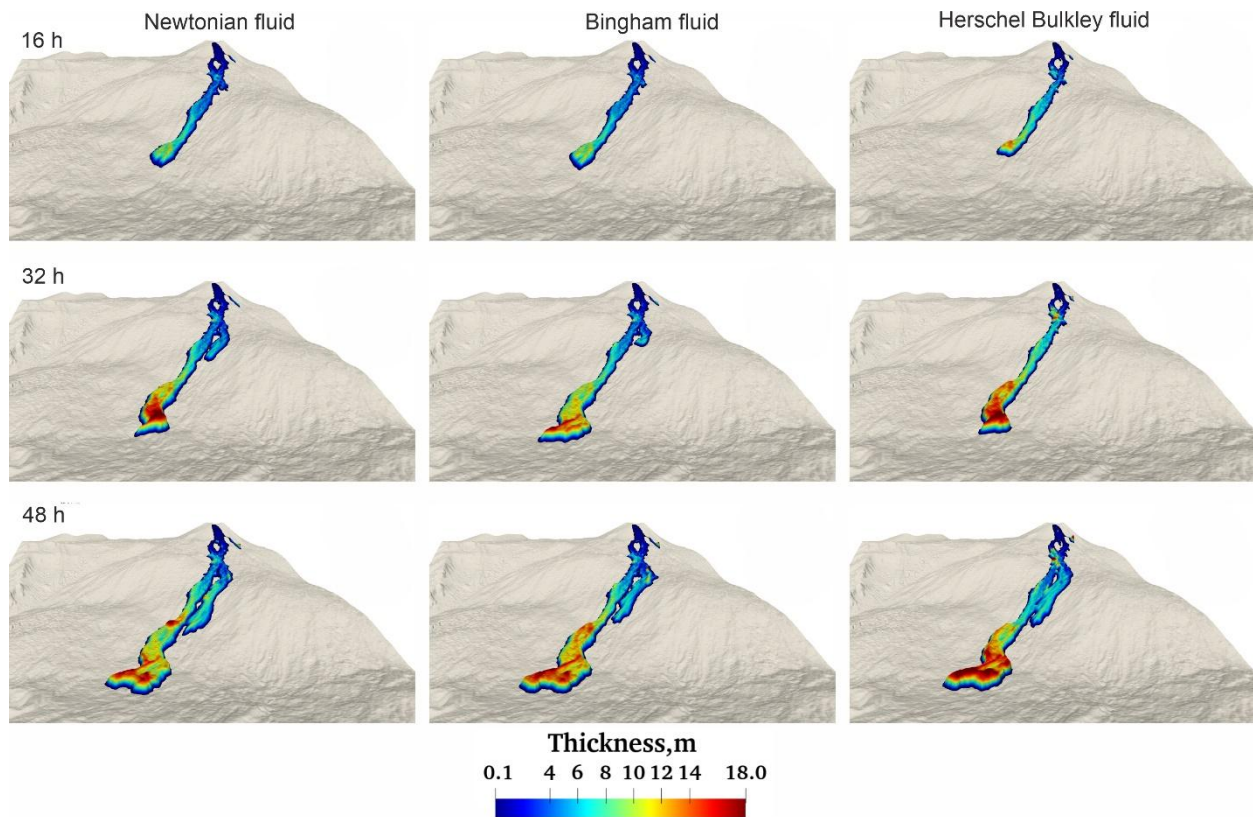 Newtonian fluid Bingham fluid Herschel Bulkley fluid
16 h
32 h
48 h
Thickness,m
0.1 4 6 8 10 12 14 18.0